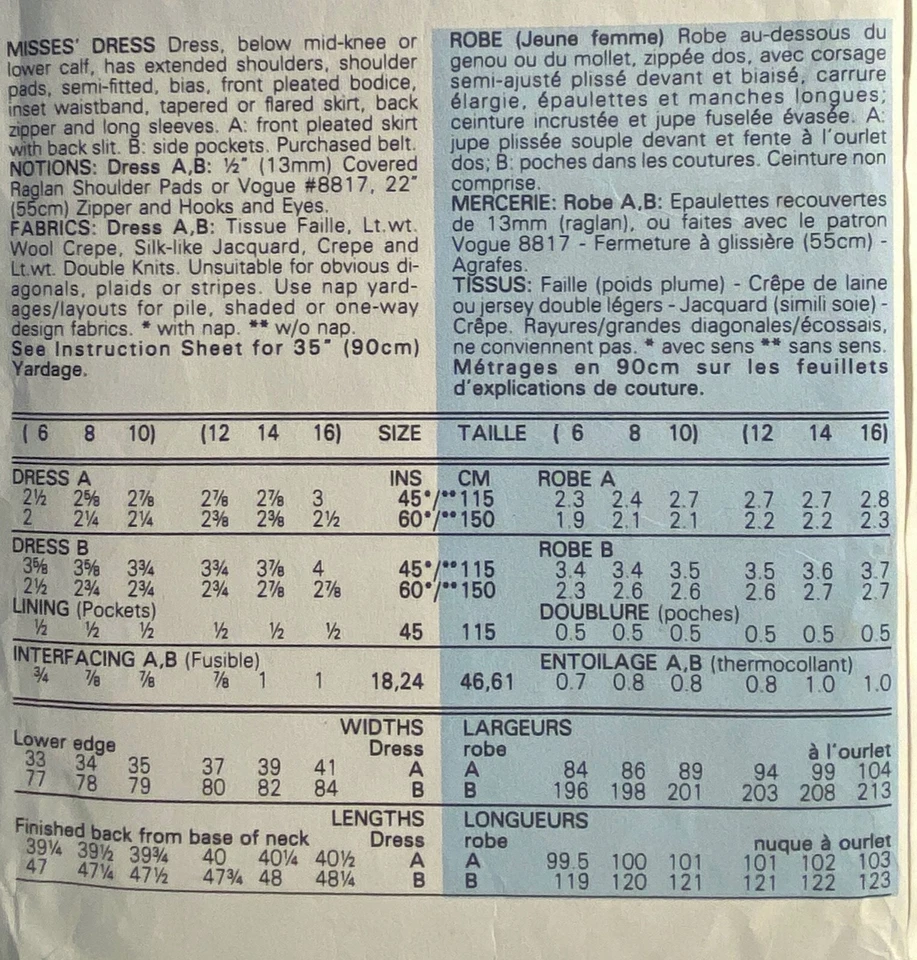 MISSES' DRESS Dress, below mid-knee or
lower calf, has extended shoulders, shoulder
pads, semi-fitted, bias, front pleated bodice,
inset waistband, tapered or flared skirt, back
zipper and long sleeves. A: front pleated skirt
with back slit. B: side pockets. Purchased belt.
NOTIONS: Dress A,B: ½" (13mm) Covered
Raglan Shoulder Pads or Vogue #8817, 22"
(55cm) Zipper and Hooks and Eyes.
FABRICS: Dress A,B: Tissue Faille, Lt.wt.
Wool Crepe, Silk-like Jacquard, Crepe and
Lt.wt. Double Knits. Unsuitable for obvious di-
agonals, plaids or stripes. Use nap yard-
ages/layouts for pile, shaded or one-way
design fabrics. * with nap. ** w/o nap.
See Instruction Sheet for 35" (90cm)
Yardage.
ROBE (Jeune femme) Robe au-dessous du
genou ou du mollet, zippée dos, avec corsage
semi-ajusté plissé devant et biaisé, carrure
élargie, épaulettes et manches longues;
ceinture incrustée et jupe fuselée évasée. A:
jupe plissée souple devant et fente à l'ourlet
dos; B: poches dans les coutures. Ceinture non
comprise.
MERCERIE: Robe A,B: Epaulettes recouvertes
de 13mm (raglan), ou faites avec le patron
Vogue 8817 - Fermeture à glissière (55cm) -
Agrafes.
TISSUS: Faille (poids plume) - Crêpe de laine
ou jersey double légers - Jacquard (simili soie) -
Crêpe. Rayures/grandes diagonales/écossais,
ne conviennent pas. * avec sens ** sans sens.
Métrages en 90cm sur les feuillets
d'explications de couture.
( 6 8 10) (12 14 16) SIZE TAILLE ( 6 8 10) (12 14 16)
DRESS A INS CM ROBE A
2½ 2⅝ 2⅞ 2⅞ 2⅞ 3 45*/**115 2.3 2.4 2.7 2.7 2.7 2.8
2 2¼ 2¼ 2⅜ 2⅜ 2½ 60*/**150 1.9 2.1 2.1 2.2 2.2 2.3
DRESS B ROBE B
3⅝ 3⅝ 3¾ 3¾ 3⅞ 4 45*/**115 3.4 3.4 3.5 3.5 3.6 3.7
2½ 2¾ 2¾ 2¾ 2⅞ 2⅞ 60*/**150 2.3 2.6 2.6 2.6 2.7 2.7
LINING (Pockets) DOUBLURE (poches)
½ ½ ½ ½ ½ ½ 45 115 0.5 0.5 0.5 0.5 0.5 0.5
INTERFACING A,B (Fusible) ENTOILAGE A,B (thermocollant)
¾ ⅞ ⅞ ⅞ 1 1 18,24 46,61 0.7 0.8 0.8 0.8 1.0 1.0
WIDTHS LARGEURS
Lower edge Dress robe à l'ourlet
33 34 35 37 39 41 A A 84 86 89 94 99 104
77 78 79 80 82 84 B B 196 198 201 203 208 213
LENGTHS LONGUEURS
Finished back from base of neck Dress robe nuque à ourlet
39¼ 39½ 39¾ 40 40¼ 40½ A A 99.5 100 101 101 102 103
47 47¼ 47½ 47¾ 48 48¼ B B 119 120 121 121 122 123